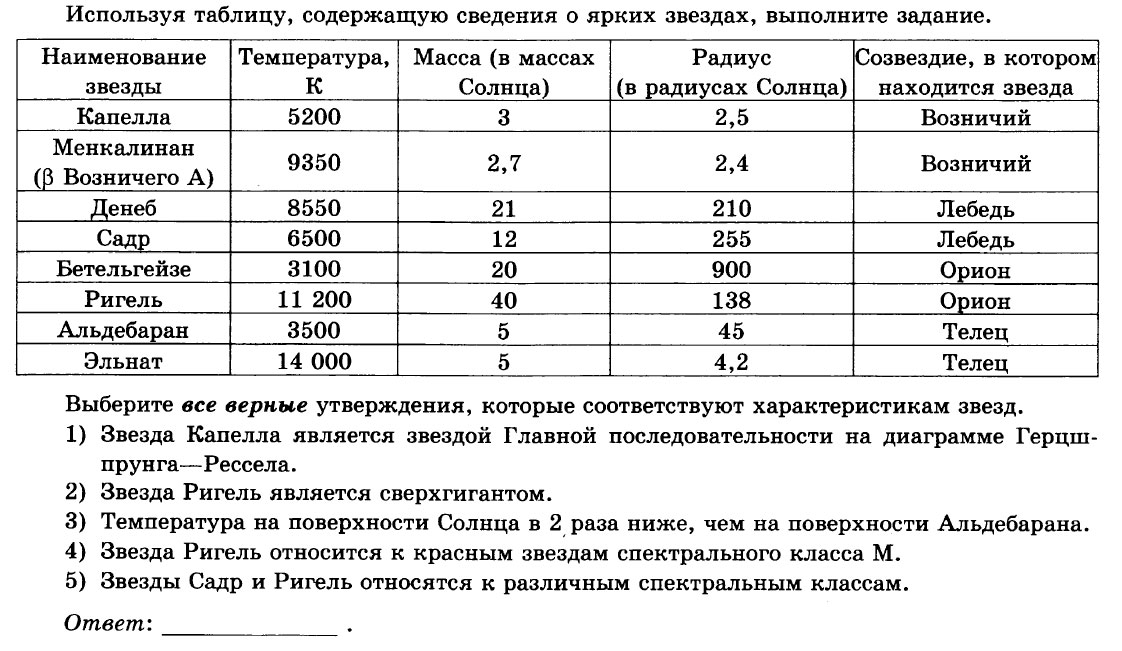 Используя таблицу, содержащую сведения о ярких звездах, выполните задание.
Наименование звезды | Температура, К | Масса (в массах Солнца) | Радиус (в радиусах Солнца) | Созвездие, в котором находится звезда
Капелла | 5200 | 3 | 2,5 | Возничий
Менкалинан (β Возничего А) | 9350 | 2,7 | 2,4 | Возничий
Денеб | 8550 | 21 | 210 | Лебедь
Садр | 6500 | 12 | 255 | Лебедь
Бетельгейзе | 3100 | 20 | 900 | Орион
Ригель | 11 200 | 40 | 138 | Орион
Альдебаран | 3500 | 5 | 45 | Телец
Эльнат | 14 000 | 5 | 4,2 | Телец
Выберите все верные утверждения, которые соответствуют характеристикам звезд.
1) Звезда Капелла является звездой Главной последовательности на диаграмме Герцш-
прунга—Рессела.
2) Звезда Ригель является сверхгигантом.
3) Температура на поверхности Солнца в 2 раза ниже, чем на поверхности Альдебарана.
4) Звезда Ригель относится к красным звездам спектрального класса М.
5) Звезды Садр и Ригель относятся к различным спектральным классам.
Ответ: ______________ .